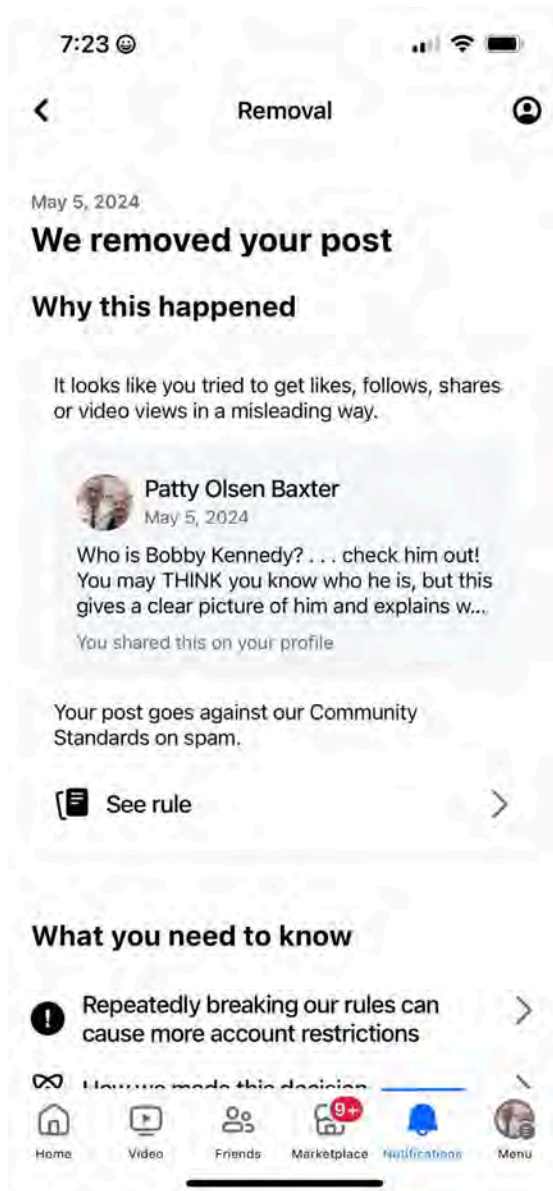 7:23
Removal
May 5, 2024
We removed your post
Why this happened
It looks like you tried to get likes, follows, shares
or video views in a misleading way.
Patty Olsen Baxter
May 5, 2024
Who is Bobby Kennedy? . . . check him out!
You may THINK you know who he is, but this
gives a clear picture of him and explains w...
You shared this on your profile
Your post goes against our Community
Standards on spam.
See rule
What you need to know
Repeatedly breaking our rules can
cause more account restrictions
How we made this decision
9+
Home Video Friends Marketplace Notifications Menu